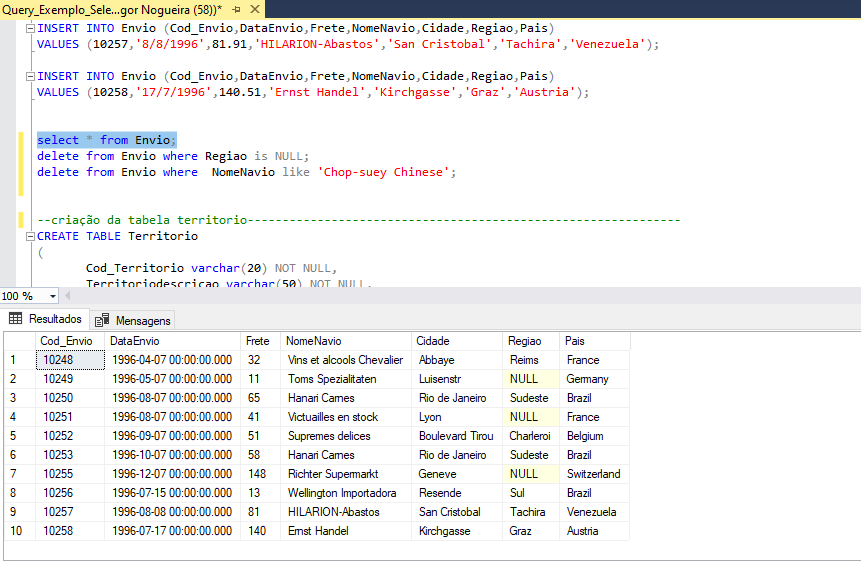 Query_Exemplo_Sele...gor Nogueira (58))*
INSERT INTO Envio (Cod_Envio,DataEnvio,Frete,NomeNavio,Cidade,Regiao,Pais)
VALUES (10257,'8/8/1996',81.91,'HILARION-Abastos','San Cristobal','Tachira','Venezuela');
INSERT INTO Envio (Cod_Envio,DataEnvio,Frete,NomeNavio,Cidade,Regiao,Pais)
VALUES (10258,'17/7/1996',140.51,'Ernst Handel','Kirchgasse','Graz','Austria');
select * from Envio;
delete from Envio where Regiao is NULL;
delete from Envio where  NomeNavio like 'Chop-suey Chinese';
--criação da tabela territorio--------------------------------------------------------------
CREATE TABLE Territorio
(
Cod_Territorio varchar(20) NOT NULL,
Territoriodescricao varchar(50) NOT NULL,
100 %
Resultados Mensagens
Cod_Envio DataEnvio Frete NomeNavio Cidade Regiao Pais
1 10248 1996-04-07 00:00:00.000 32 Vins et alcools Chevalier Abbaye Reims France
2 10249 1996-05-07 00:00:00.000 11 Toms Spezialitaten Luisenstr NULL Germany
3 10250 1996-08-07 00:00:00.000 65 Hanari Carnes Rio de Janeiro Sudeste Brazil
4 10251 1996-08-07 00:00:00.000 41 Victuailles en stock Lyon NULL France
5 10252 1996-09-07 00:00:00.000 51 Supremes delices Boulevard Tirou Charleroi Belgium
6 10253 1996-10-07 00:00:00.000 58 Hanari Carnes Rio de Janeiro Sudeste Brazil
7 10255 1996-12-07 00:00:00.000 148 Richter Supermarkt Geneve NULL Switzerland
8 10256 1996-07-15 00:00:00.000 13 Wellington Importadora Resende Sul Brazil
9 10257 1996-08-08 00:00:00.000 81 HILARION-Abastos San Cristobal Tachira Venezuela
10 10258 1996-07-17 00:00:00.000 140 Ernst Handel Kirchgasse Graz Austria